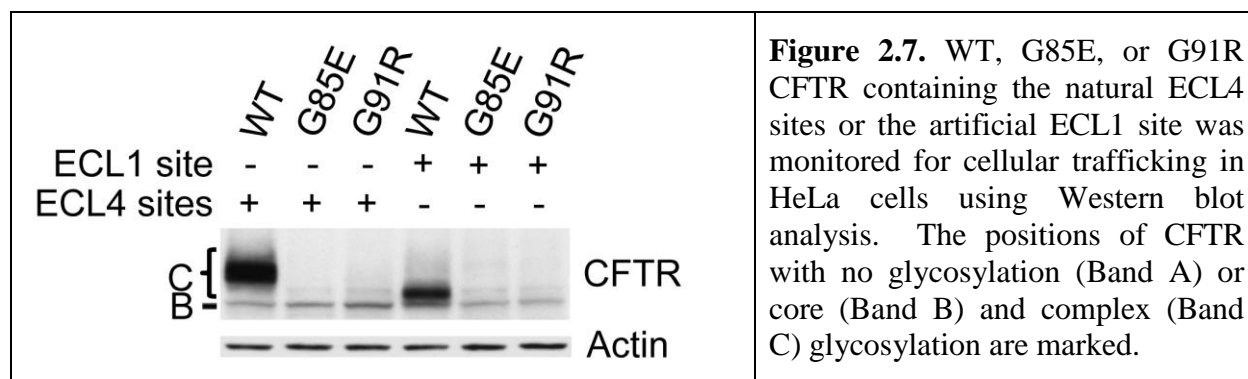 WT G85E G91R WT G85E G91R
ECL1 site - - - + + +
ECL4 sites + + + - - -
C
B
CFTR
Actin
Figure 2.7. WT, G85E, or G91R
CFTR containing the natural ECL4
sites or the artificial ECL1 site was
monitored for cellular trafficking in
HeLa cells using Western blot
analysis. The positions of CFTR
with no glycosylation (Band A) or
core (Band B) and complex (Band
C) glycosylation are marked.